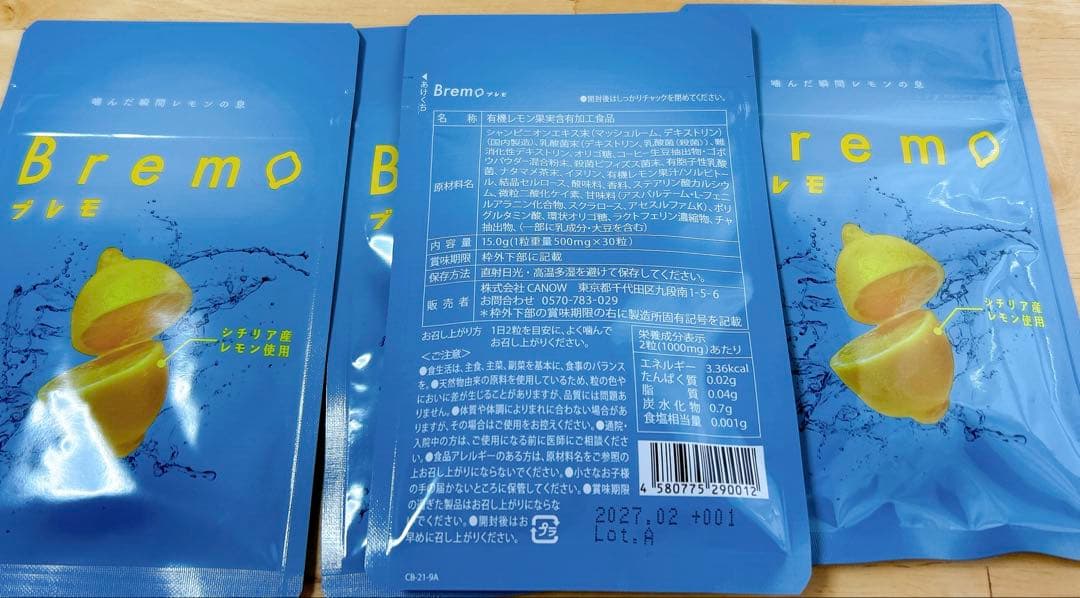 噛んだ瞬間レモンの息
Bremo
ブレモ
シチリア産
レモン使用
B
ブ
◀あけくち
Bremo ブレモ
●開封後はしっかりチャックを閉めてください。
名 称 有機レモン果実含有加工食品
原材料名
シャンピニオンエキス末(マッシュルーム、デキストリン)
(国内製造)、乳酸菌末(デキストリン、乳酸菌(殺菌))、難
消化性デキストリン、オリゴ糖、コーヒー生豆抽出物・ゴボ
ウパウダー混合粉末、殺菌ビフィズス菌末、有胞子性乳酸
菌、ナタマメ茶末、イヌリン、有機レモン果汁/ソルビトー
ル、結晶セルロース、酸味料、香料、ステアリン酸カルシウ
ム、微粒二酸化ケイ素、甘味料(アスパルテーム・L-フェニ
ルアラニン化合物、スクラロース、アセスルファムK)、ポリ
グルタミン酸、環状オリゴ糖、ラクトフェリン濃縮物、チャ
抽出物、(一部に乳成分・大豆を含む)
内 容 量 15.0g(1粒重量500mg×30粒)
賞味期限 枠外下部に記載
保存方法 直射日光・高温多湿を避けて保存してください。
販 売 者
株式会社 CANOW 東京都千代田区九段南1-5-6
お問合わせ 0570-783-029
*枠外下部の賞味期限の右に製造所固有記号を記載
お召し上がり方 1日2粒を目安に、よく噛んで
お召し上がりください。
<ご注意>
●食生活は、主食、主菜、副菜を基本に、食事のバランス
を。●天然物由来の原料を使用しているため、粒の色や
においに差が生じることがありますが、品質には問題あ
りません。●体質や体調によりまれに合わない場合があ
りますが、その場合はご使用をお控えください。●通院・
入院中の方は、ご使用になる前に医師にご相談くださ
い。●食品アレルギーのある方は、原材料名をご参照の
上お召し上がりにならないでください。●小さなお子様
の手の届かないところに保管してください。●賞味期限
の過ぎた製品はお召し上がりにならな
いでください。●開封後はお
早めに召し上がりください。
プラ
栄養成分表示
2粒(1000mg)あたり
エネルギー 3.36kcal
たんぱく質 0.02g
脂 質 0.04g
炭水化物 0.7g
食塩相当量 0.001g
4 580775 290012
2027.02 +001
Lot.A
CB-21-9A
噛んだ瞬間レモンの息
remo
レモ
シチリア産
レモン使用